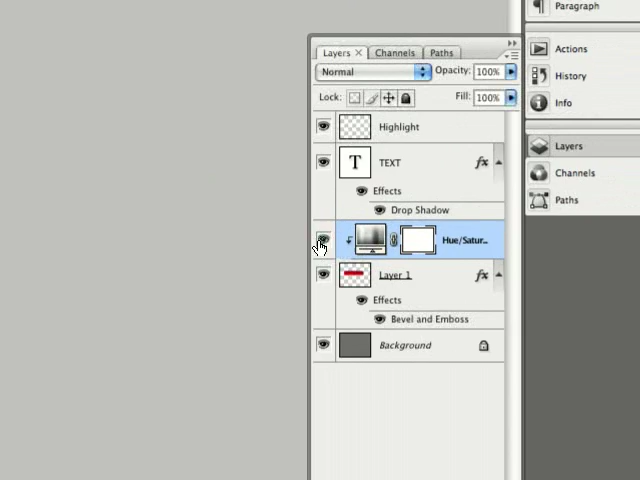 Paragraph
Layers × Channels Paths
Normal Opacity: 100%
Lock: Fill: 100%
Highlight
T TEXT fx
Effects
Drop Shadow
Hue/Satur...
Layer 1 fx
Effects
Bevel and Emboss
Background
Actions
History
Info
Layers
Channels
Paths